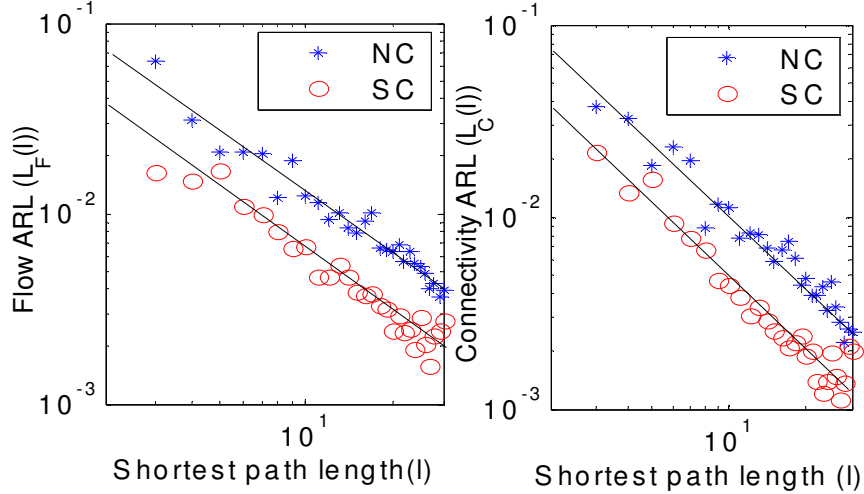 10^-1
10^-2
10^-3
Flow ARL (L_F(l))
NC
SC
10^1
Shortest path length(l)
10^-1
10^-2
10^-3
Connectivity ARL (L_C(l))
NC
SC
10^1
Shortest path length (l)